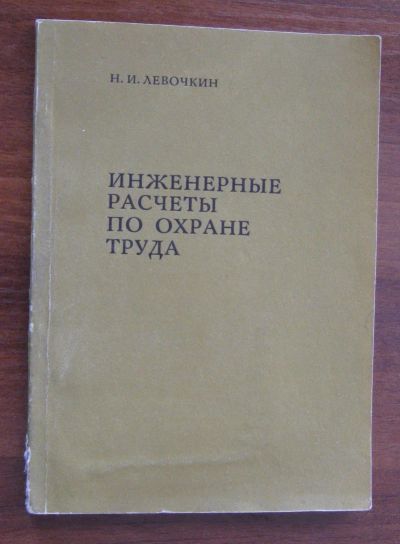 Н. И. ЛЕВОЧКИН
ИНЖЕНЕРНЫЕ
РАСЧЕТЫ
ПО ОХРАНЕ
ТРУДА